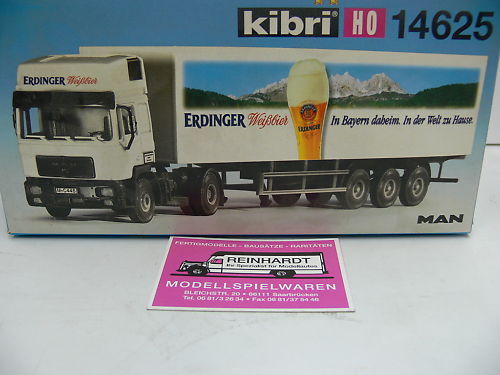 kibri HO 14625
ERDINGER Weißbier
ERDINGER Weißbier
ERDINGER
In Bayern daheim. In der Welt zu Hause.
MAN
FERTIGMODELLE - BAUSÄTZE - RARITÄTEN
REINHARDT
Ihr Spezialist für Modellautos
MODELLSPIELWAREN
BLEICHSTR. 20 • 66111 Saarbrücken
Tel. 06 81/3 26 34 • Fax 06 81/37 54 46